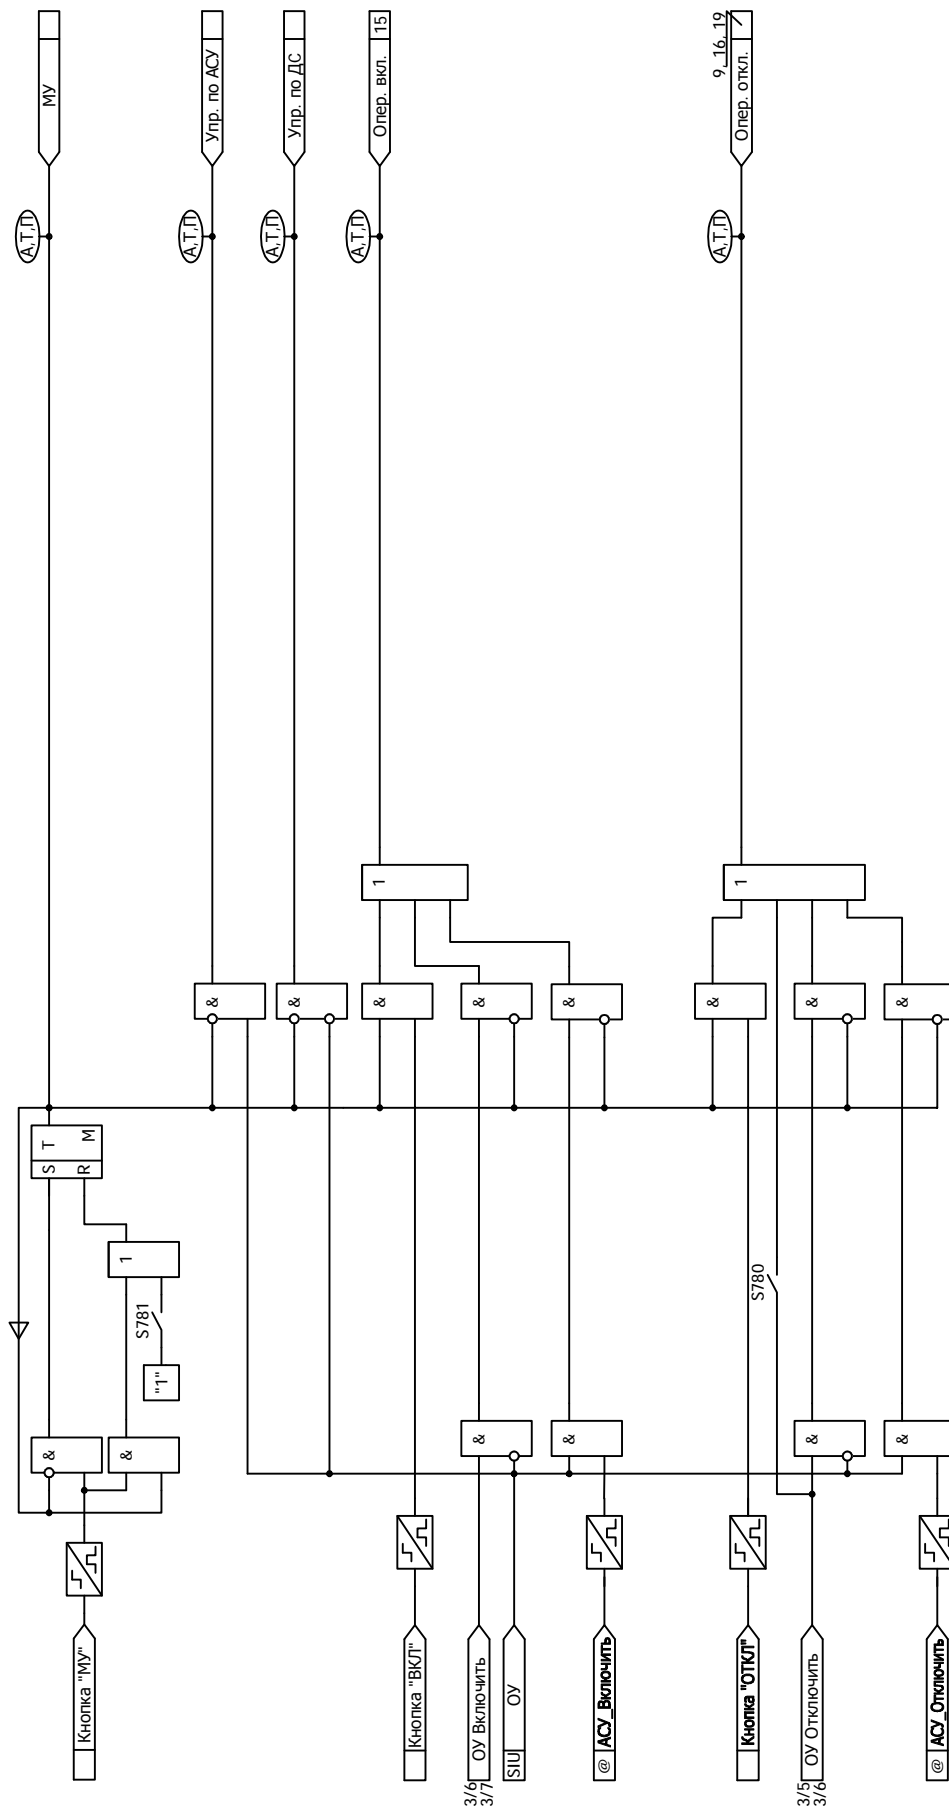 МУ
Упр. по АСУ
Упр. по ДС
Опер. вкл. 15
9, 16, 19
Опер. откл.
А,Т,П
А,Т,П
А,Т,П
А,Т,П
А,Т,П
1
1
&
&
&
&
&
&
&
&
S T
R M
1
S781
"1"
S780
&
&
&
&
&
&
Кнопка "МУ"
Кнопка "ВКЛ"
3/6
3/7
ОУ Включить
SIU ОУ
@ АСУ_Включить
Кнопка "ОТКЛ"
3/5
3/6
ОУ Отключить
@ АСУ_Отключить